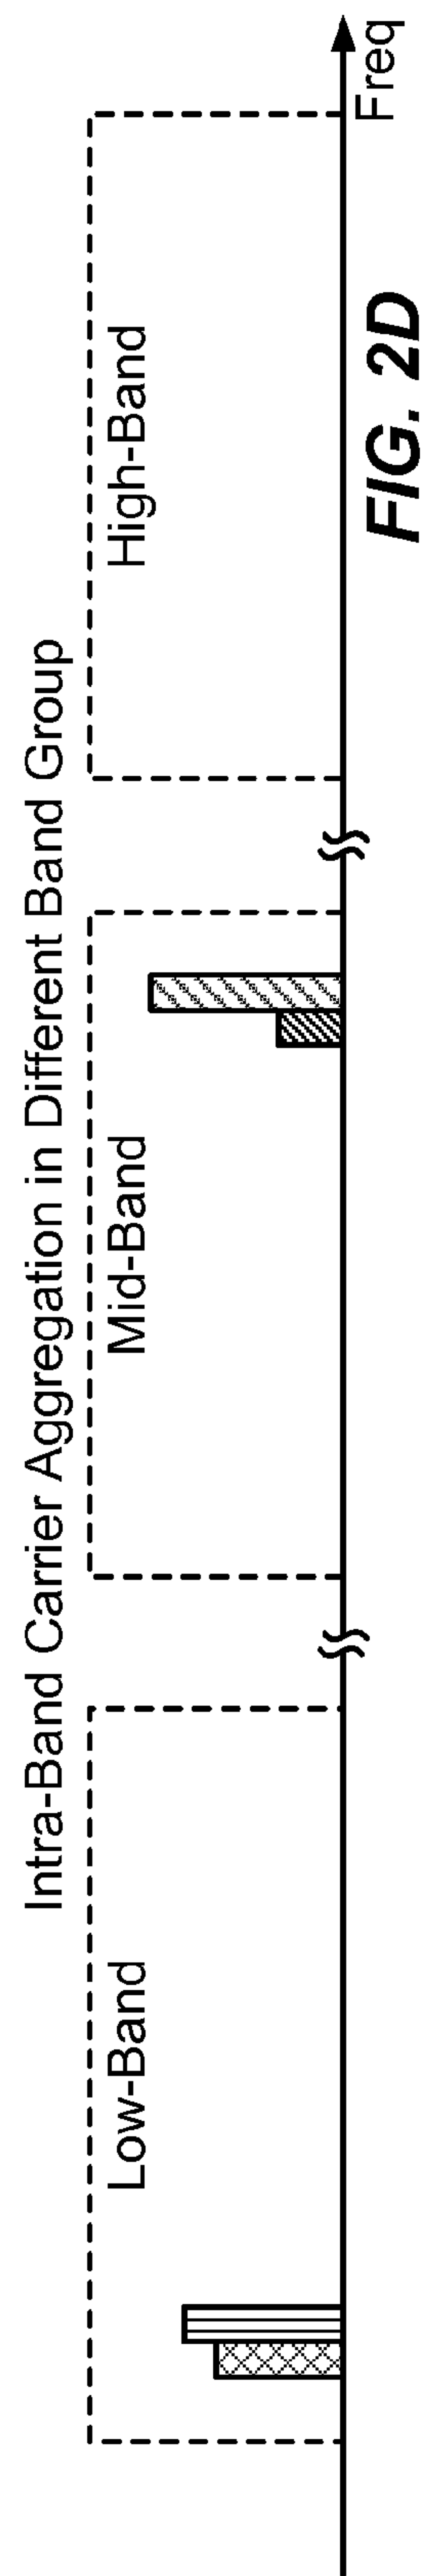 Intra-Band Carrier Aggregation in Different Band Group
Low-Band
Mid-Band
High-Band
Freq
FIG. 2D